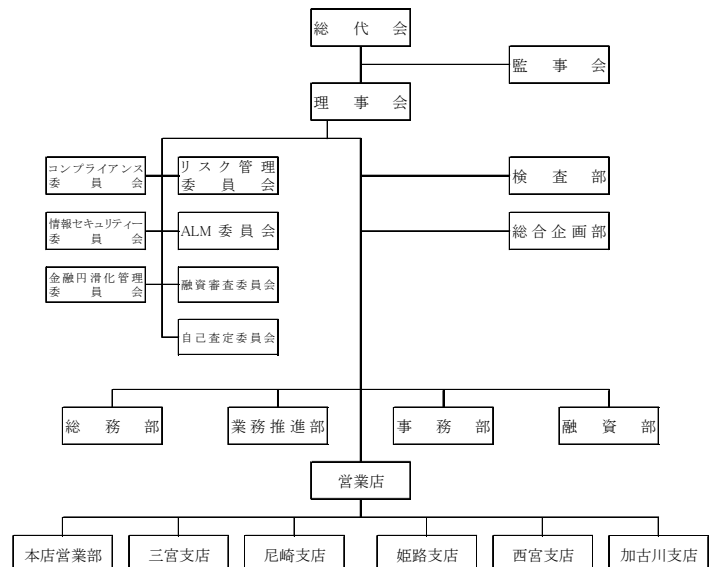 総代会
監事会
理事会
コンプライアンス
委員会
リスク管理
委員会
検査部
情報セキュリティー
委員会
ALM委員会
総合企画部
金融円滑化管理
委員会
融資審査委員会
自己査定委員会
総務部
業務推進部
事務部
融資部
営業店
本店営業部
三宮支店
尼崎支店
姫路支店
西宮支店
加古川支店